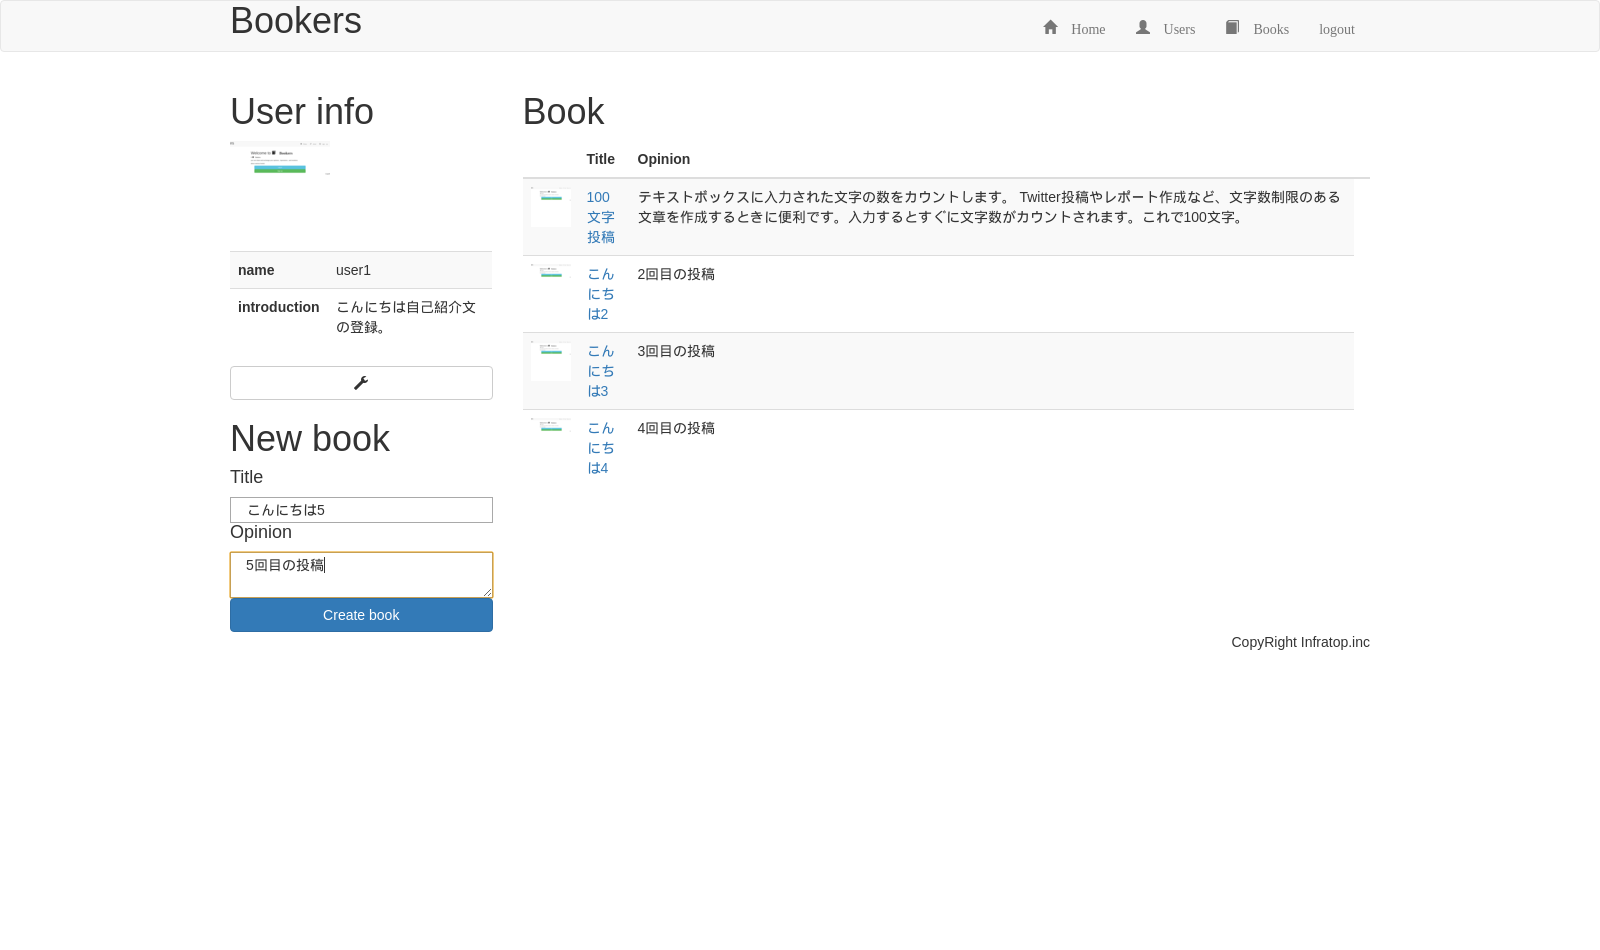 Bookers
Home Users Books logout
User info
name user1
introduction こんにちは自己紹介文
の登録。
New book
Title
こんにちは5
Opinion
5回目の投稿
Create book
Book
Title Opinion
100 テキストボックスに入力された文字の数をカウントします。 Twitter投稿やレポート作成など、文字数制限のある
文字 文章を作成するときに便利です。入力するとすぐに文字数がカウントされます。これで100文字。
投稿
こん 2回目の投稿
にち
は2
こん 3回目の投稿
にち
は3
こん 4回目の投稿
にち
は4
CopyRight Infratop.inc